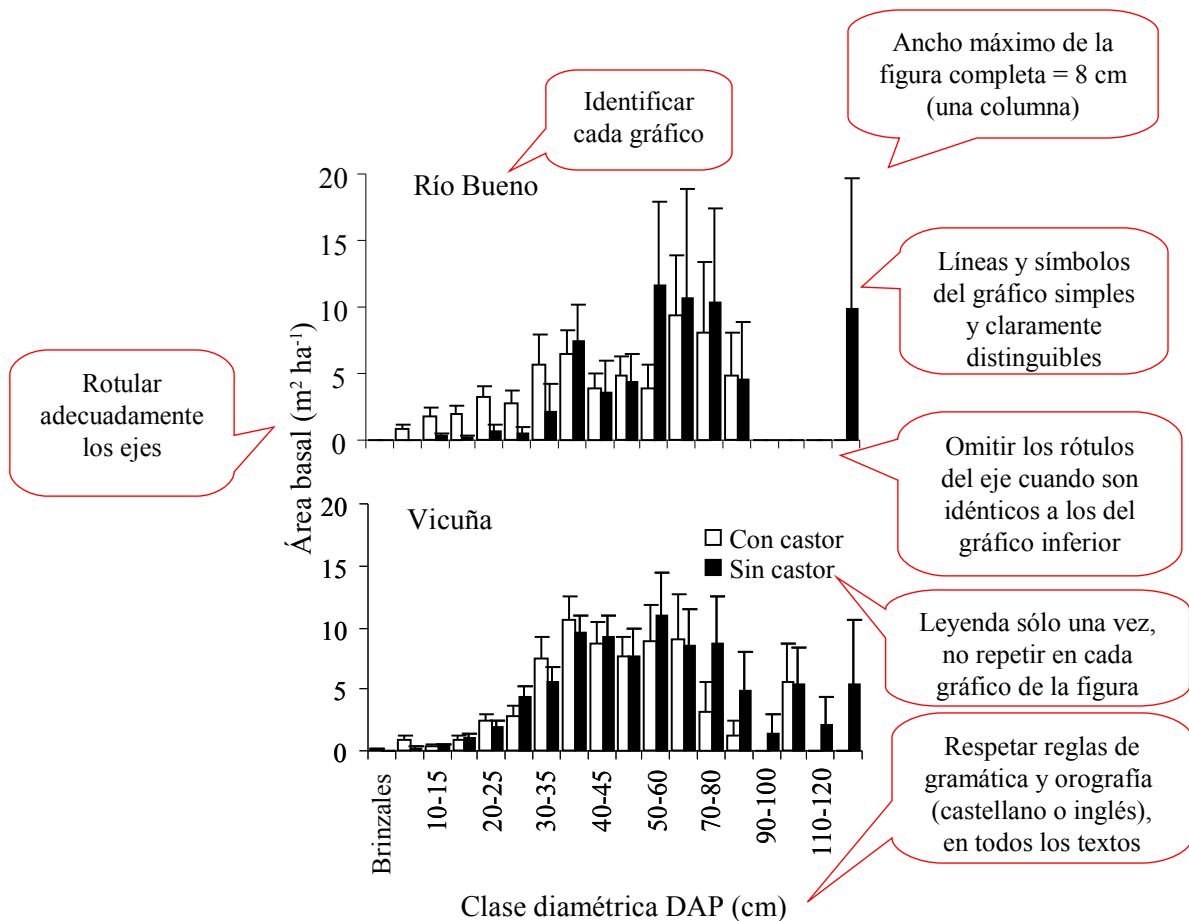 Ancho máximo de la
figura completa = 8 cm
(una columna)
Identificar
cada gráfico
Río Bueno
20
15
10
5
0
Líneas y símbolos
del gráfico simples
y claramente
distinguibles
Rotular
adecuadamente
los ejes
Área basal (m² ha⁻¹)
Omitir los rótulos
del eje cuando son
idénticos a los del
gráfico inferior
Vicuña
20
15
10
5
0
Con castor
Sin castor
Leyenda sólo una vez,
no repetir en cada
gráfico de la figura
Respetar reglas de
gramática y orografía
(castellano o inglés),
en todos los textos
Brinzales
10-15
20-25
30-35
40-45
50-60
70-80
90-100
110-120
Clase diamétrica DAP (cm)